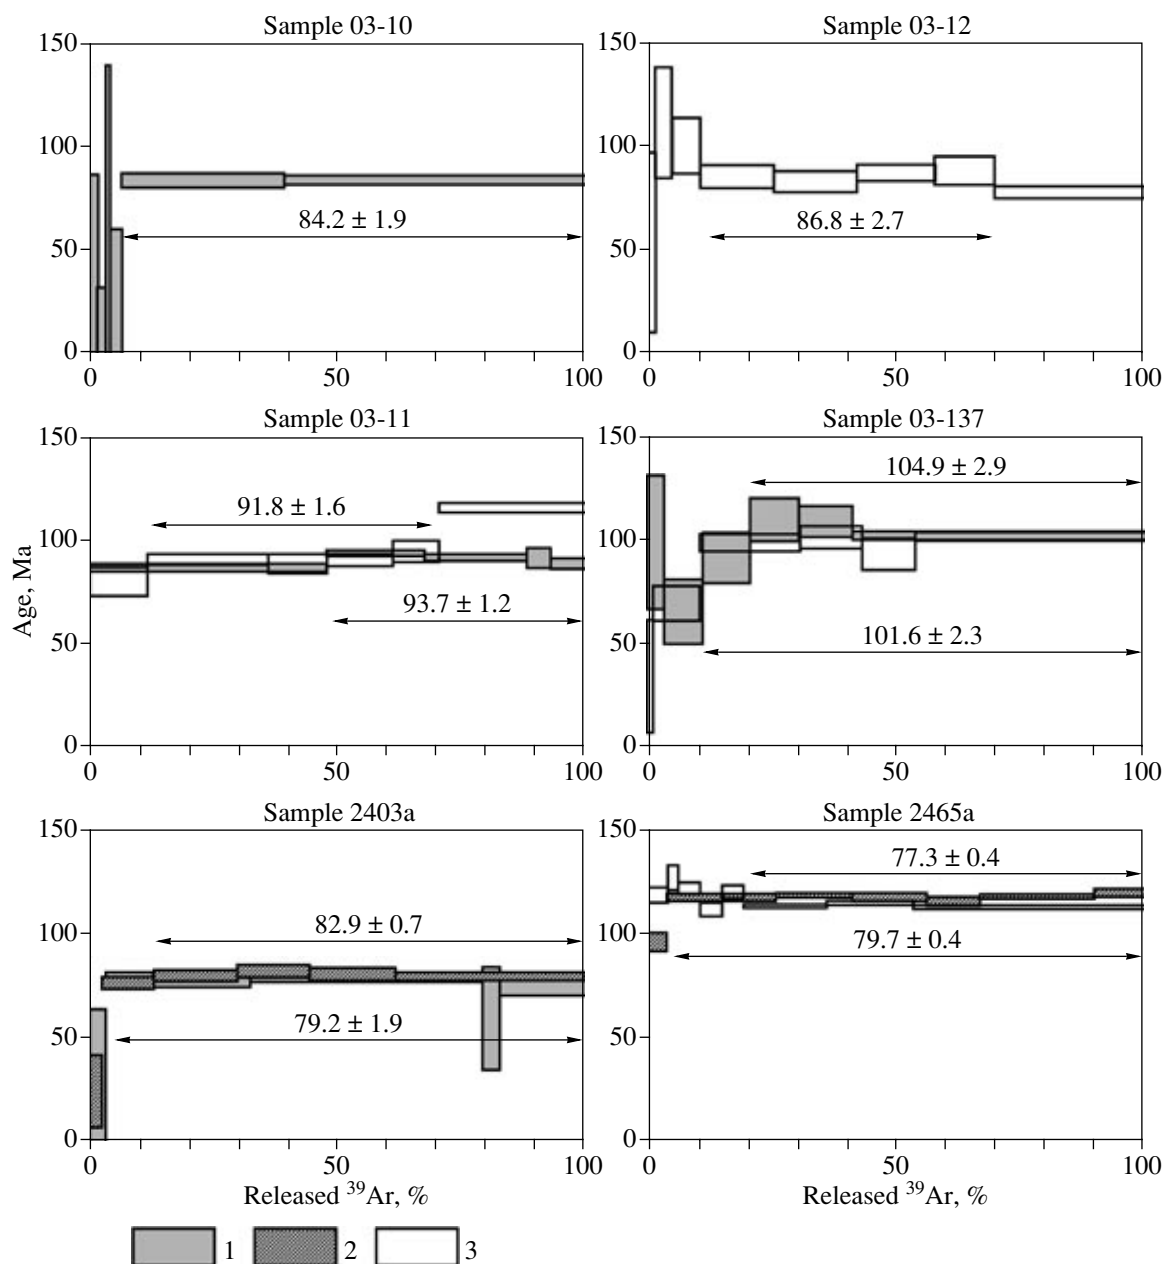 Sample 03-10
Sample 03-12
150
100
50
0
84.2 ± 1.9
0
50
100
150
100
50
0
86.8 ± 2.7
0
50
100
Sample 03-11
Sample 03-137
Age, Ma
150
100
50
0
91.8 ± 1.6
93.7 ± 1.2
0
50
100
150
100
50
0
104.9 ± 2.9
101.6 ± 2.3
0
50
100
Sample 2403a
Sample 2465a
150
100
50
0
82.9 ± 0.7
79.2 ± 1.9
0
50
100
Released ³⁹Ar, %
150
100
50
0
77.3 ± 0.4
79.7 ± 0.4
0
50
100
Released ³⁹Ar, %
1
2
3